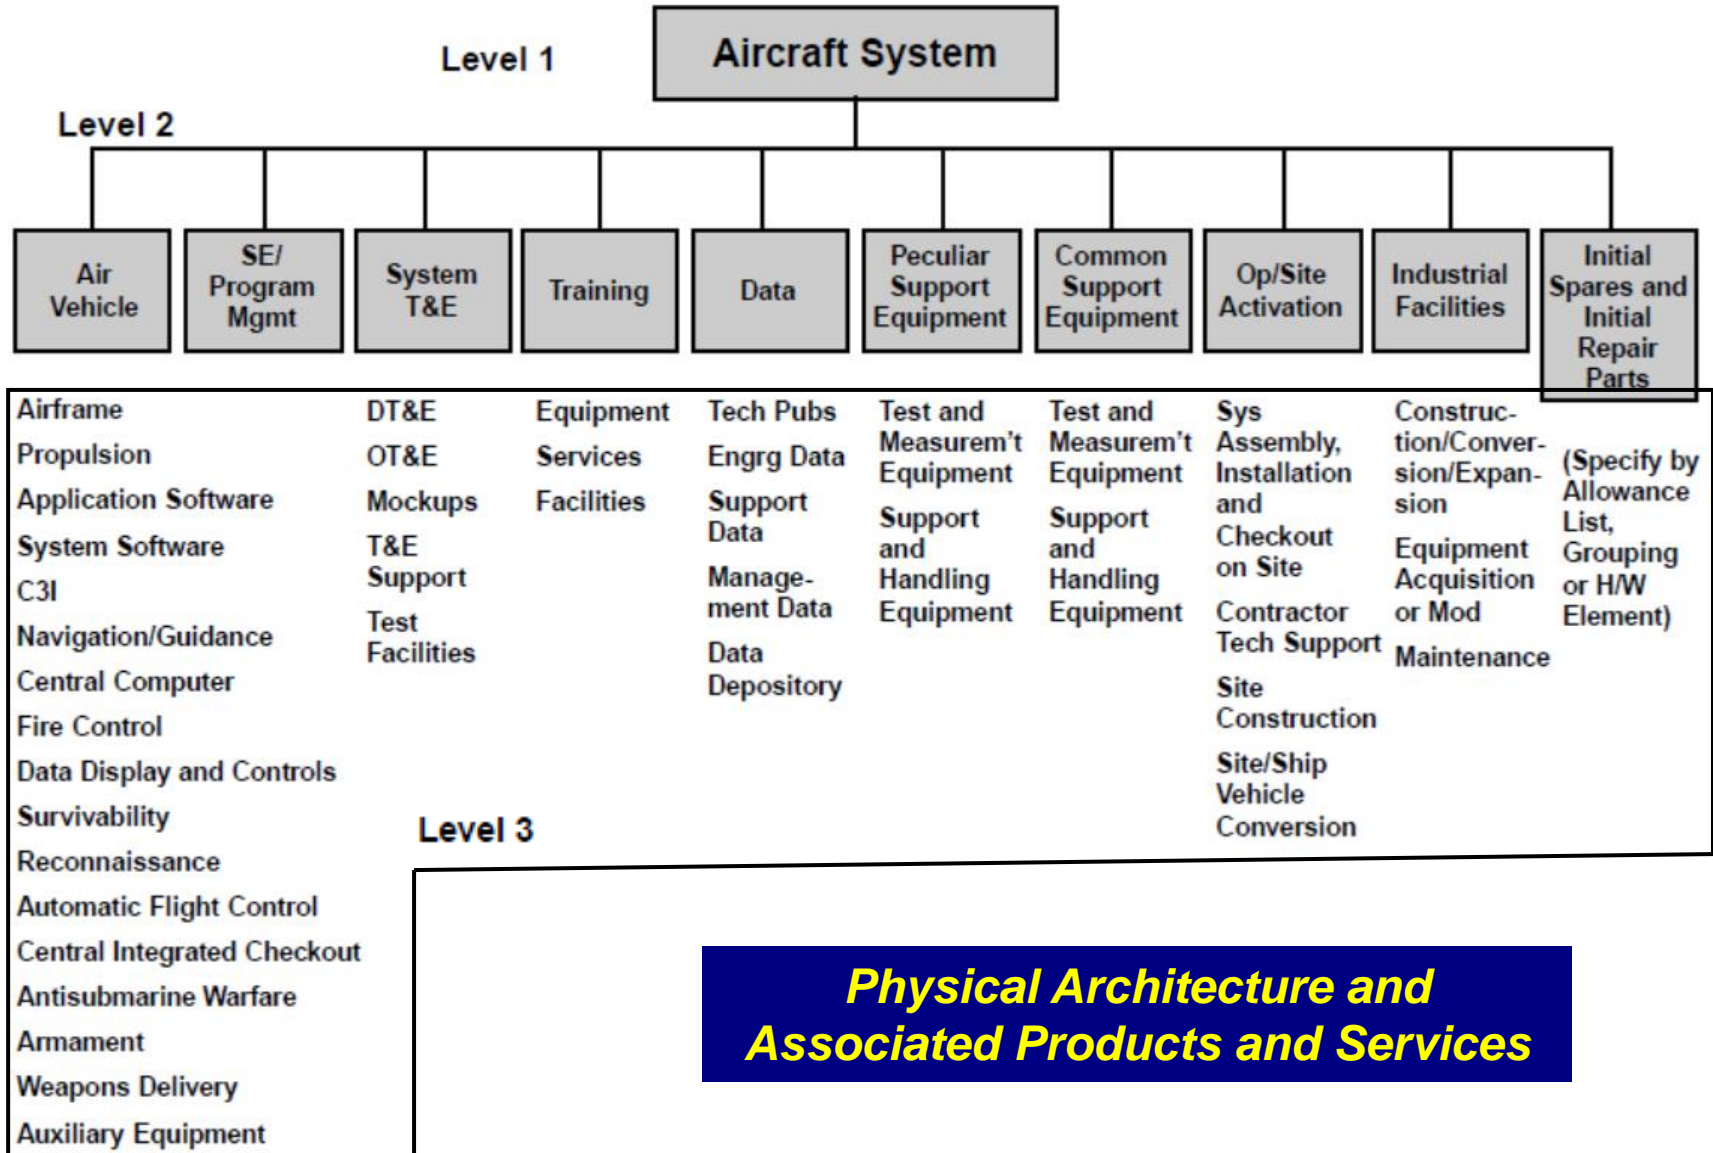 Level 1
Aircraft System
Level 2
Air
Vehicle
SE/
Program
Mgmt
System
T&E
Training
Data
Peculiar
Support
Equipment
Common
Support
Equipment
Op/Site
Activation
Industrial
Facilities
Initial
Spares and
Initial
Repair
Parts
Airframe
Propulsion
Application Software
System Software
C3I
Navigation/Guidance
Central Computer
Fire Control
Data Display and Controls
Survivability
Reconnaissance
Automatic Flight Control
Central Integrated Checkout
Antisubmarine Warfare
Armament
Weapons Delivery
Auxiliary Equipment
DT&E
OT&E
Mockups
T&E
Support
Test
Facilities
Equipment
Services
Facilities
Tech Pubs
Engrg Data
Support
Data
Manage-
ment Data
Data
Depository
Test and
Measurem't
Equipment
Support
and
Handling
Equipment
Test and
Measurem't
Equipment
Support
and
Handling
Equipment
Sys
Assembly,
Installation
and
Checkout
on Site
Contractor
Tech Support
Site
Construction
Site/Ship
Vehicle
Conversion
Construc-
tion/Conver-
sion/Expan-
sion
Equipment
Acquisition
or Mod
Maintenance
(Specify by
Allowance
List,
Grouping
or H/W
Element)
Level 3
Physical Architecture and
Associated Products and Services